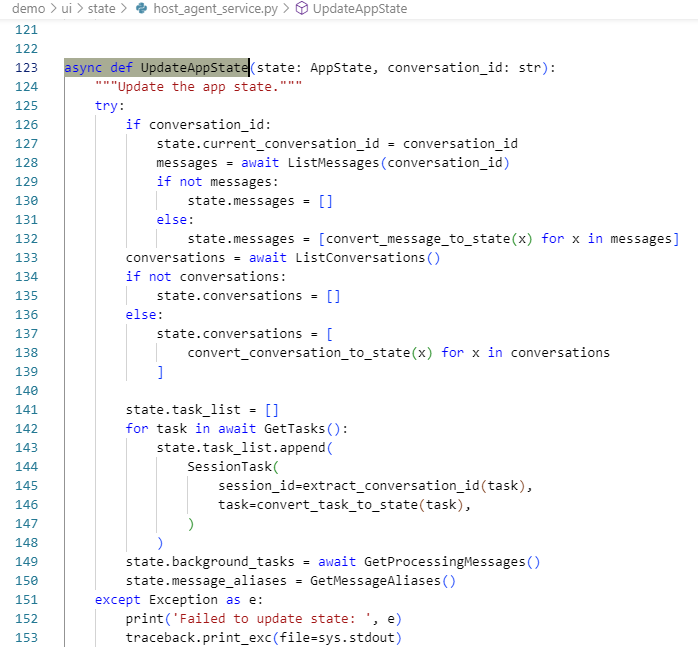 demo > ui > state > host_agent_service.py > UpdateAppState
121
122
123 async def UpdateAppState(state: AppState, conversation_id: str):
124     """Update the app state."""
125     try:
126         if conversation_id:
127             state.current_conversation_id = conversation_id
128             messages = await ListMessages(conversation_id)
129             if not messages:
130                 state.messages = []
131             else:
132                 state.messages = [convert_message_to_state(x) for x in messages]
133         conversations = await ListConversations()
134         if not conversations:
135             state.conversations = []
136         else:
137             state.conversations = [
138                 convert_conversation_to_state(x) for x in conversations
139             ]
140
141         state.task_list = []
142         for task in await GetTasks():
143             state.task_list.append(
144                 SessionTask(
145                     session_id=extract_conversation_id(task),
146                     task=convert_task_to_state(task),
147                 )
148             )
149         state.background_tasks = await GetProcessingMessages()
150         state.message_aliases = GetMessageAliases()
151     except Exception as e:
152         print('Failed to update state: ', e)
153         traceback.print_exc(file=sys.stdout)